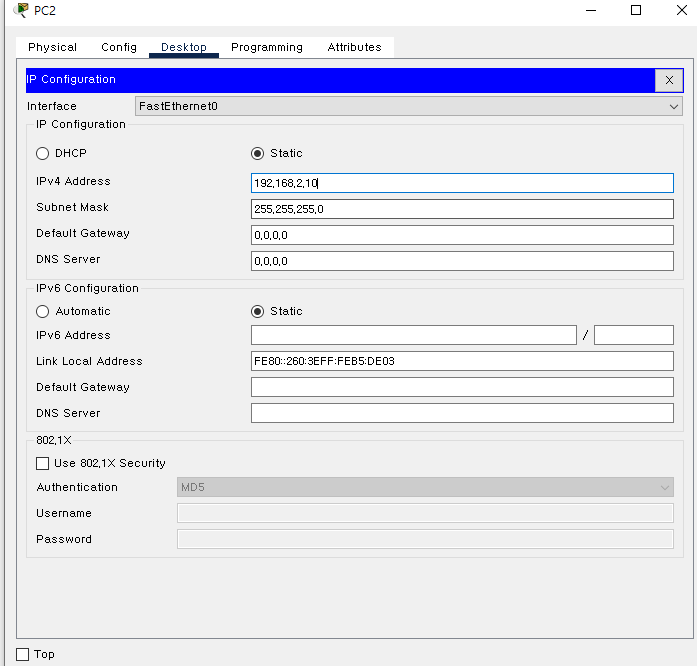 PC2
Physical Config Desktop Programming Attributes
IP Configuration X
Interface FastEthernet0
IP Configuration
DHCP Static
IPv4 Address 192.168.2.10
Subnet Mask 255.255.255.0
Default Gateway 0.0.0.0
DNS Server 0.0.0.0
IPv6 Configuration
Automatic Static
IPv6 Address /
Link Local Address FE80::260:3EFF:FEB5:DE03
Default Gateway
DNS Server
802.1X
Use 802.1X Security
Authentication MD5
Username
Password
Top